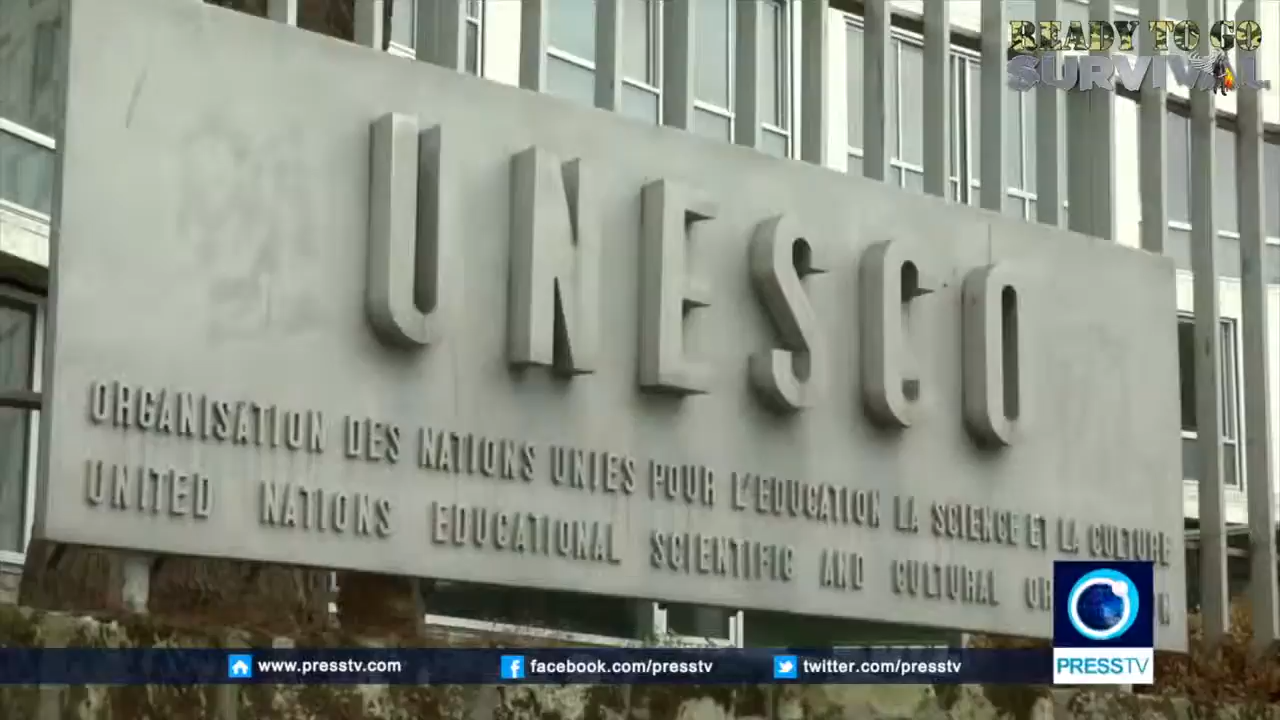 READY TO GO
SURVIVAL
UNESCO
ORGANISATION DES NATIONS UNIES POUR L'EDUCATION LA SCIENCE ET LA CULTURE
UNITED NATIONS EDUCATIONAL SCIENTIFIC AND CULTURAL
PRESSTV
www.presstv.com
facebook.com/presstv
twitter.com/presstv